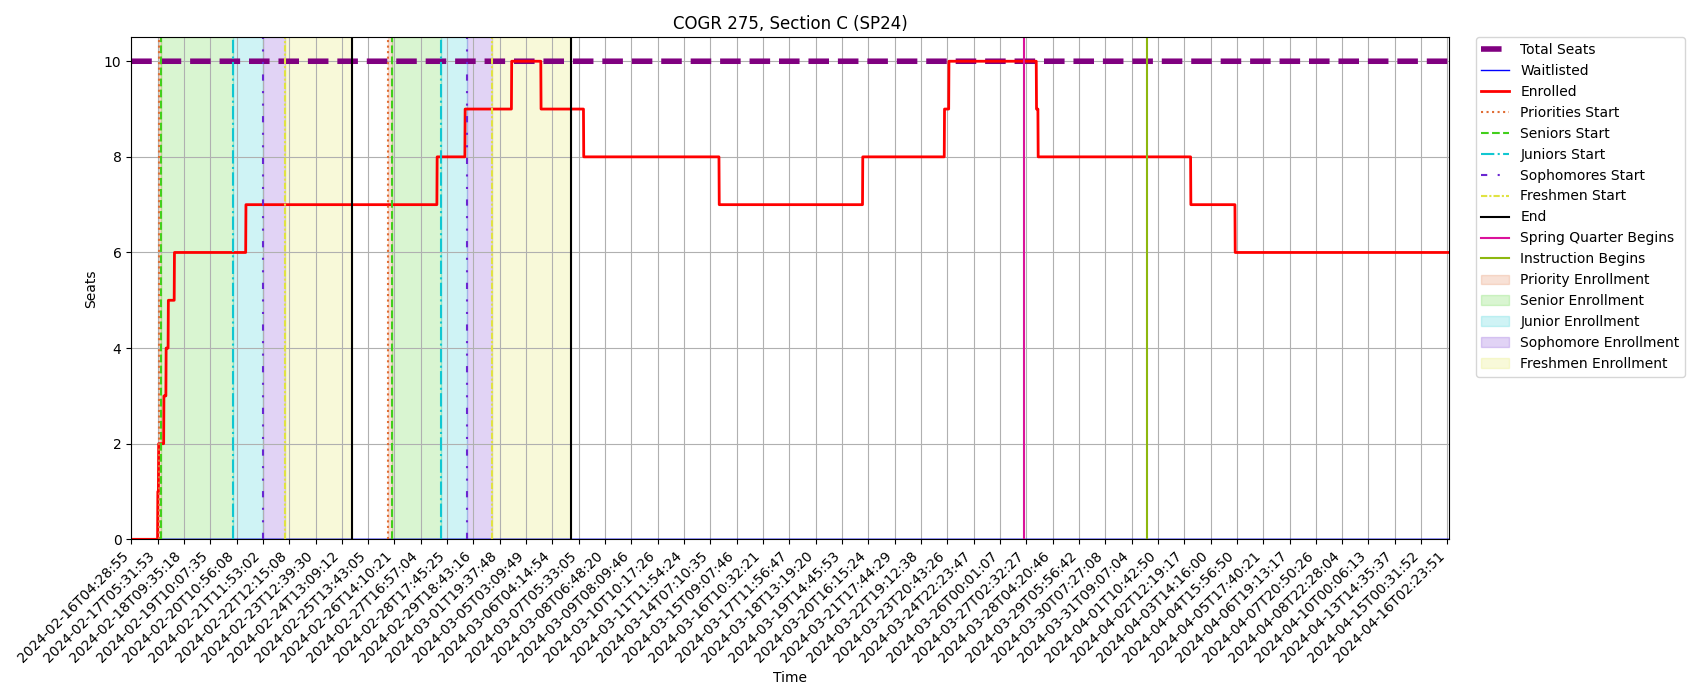 COGR 275, Section C (SP24)
Total Seats
Waitlisted
Enrolled
Priorities Start
Seniors Start
Juniors Start
Sophomores Start
Freshmen Start
End
Spring Quarter Begins
Instruction Begins
Priority Enrollment
Senior Enrollment
Junior Enrollment
Sophomore Enrollment
Freshmen Enrollment
Seats
10
8
6
4
2
0
2024-02-16T04:28:55
2024-02-17T05:31:53
2024-02-18T09:35:18
2024-02-19T10:07:35
2024-02-20T10:56:08
2024-02-21T11:53:02
2024-02-22T12:15:08
2024-02-23T12:39:30
2024-02-24T13:09:12
2024-02-25T13:43:05
2024-02-26T14:10:21
2024-02-27T16:57:04
2024-02-28T17:45:25
2024-02-29T18:43:16
2024-03-01T19:37:48
2024-03-05T03:09:49
2024-03-06T04:14:54
2024-03-07T05:33:05
2024-03-08T06:48:20
2024-03-09T08:09:46
2024-03-10T10:17:26
2024-03-11T11:54:24
2024-03-14T07:10:35
2024-03-15T09:07:46
2024-03-16T10:32:21
2024-03-17T11:56:47
2024-03-18T13:19:20
2024-03-19T14:45:53
2024-03-20T16:15:24
2024-03-21T17:44:29
2024-03-22T19:12:38
2024-03-23T20:43:26
2024-03-24T22:23:47
2024-03-26T00:01:07
2024-03-27T02:32:27
2024-03-28T04:20:46
2024-03-29T05:56:42
2024-03-30T07:27:08
2024-03-31T09:07:04
2024-04-01T10:42:50
2024-04-02T12:19:17
2024-04-03T14:16:00
2024-04-04T15:56:50
2024-04-05T17:40:21
2024-04-06T19:13:17
2024-04-07T20:50:26
2024-04-08T22:28:04
2024-04-10T00:06:13
2024-04-13T14:35:37
2024-04-15T00:31:52
2024-04-16T02:23:51
Time